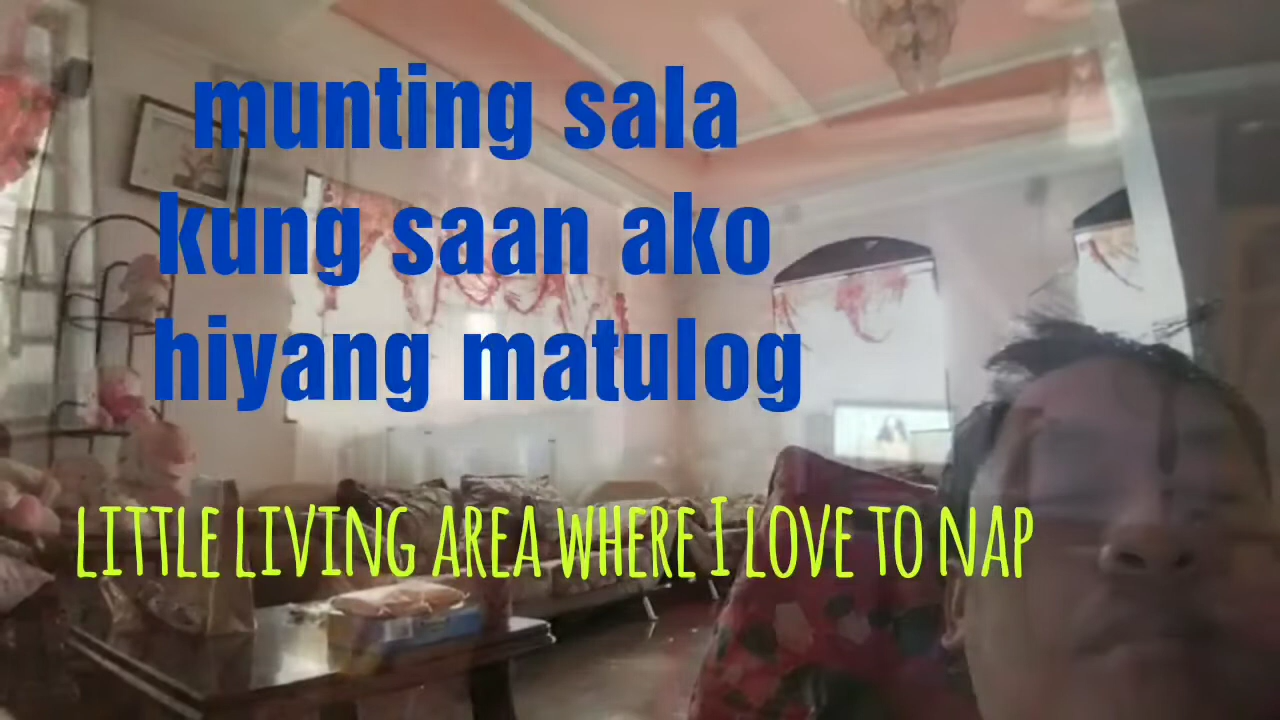 munting sala
kung saan ako
hiyang matulog
LITTLE LIVING AREA WHERE I LOVE TO NAP